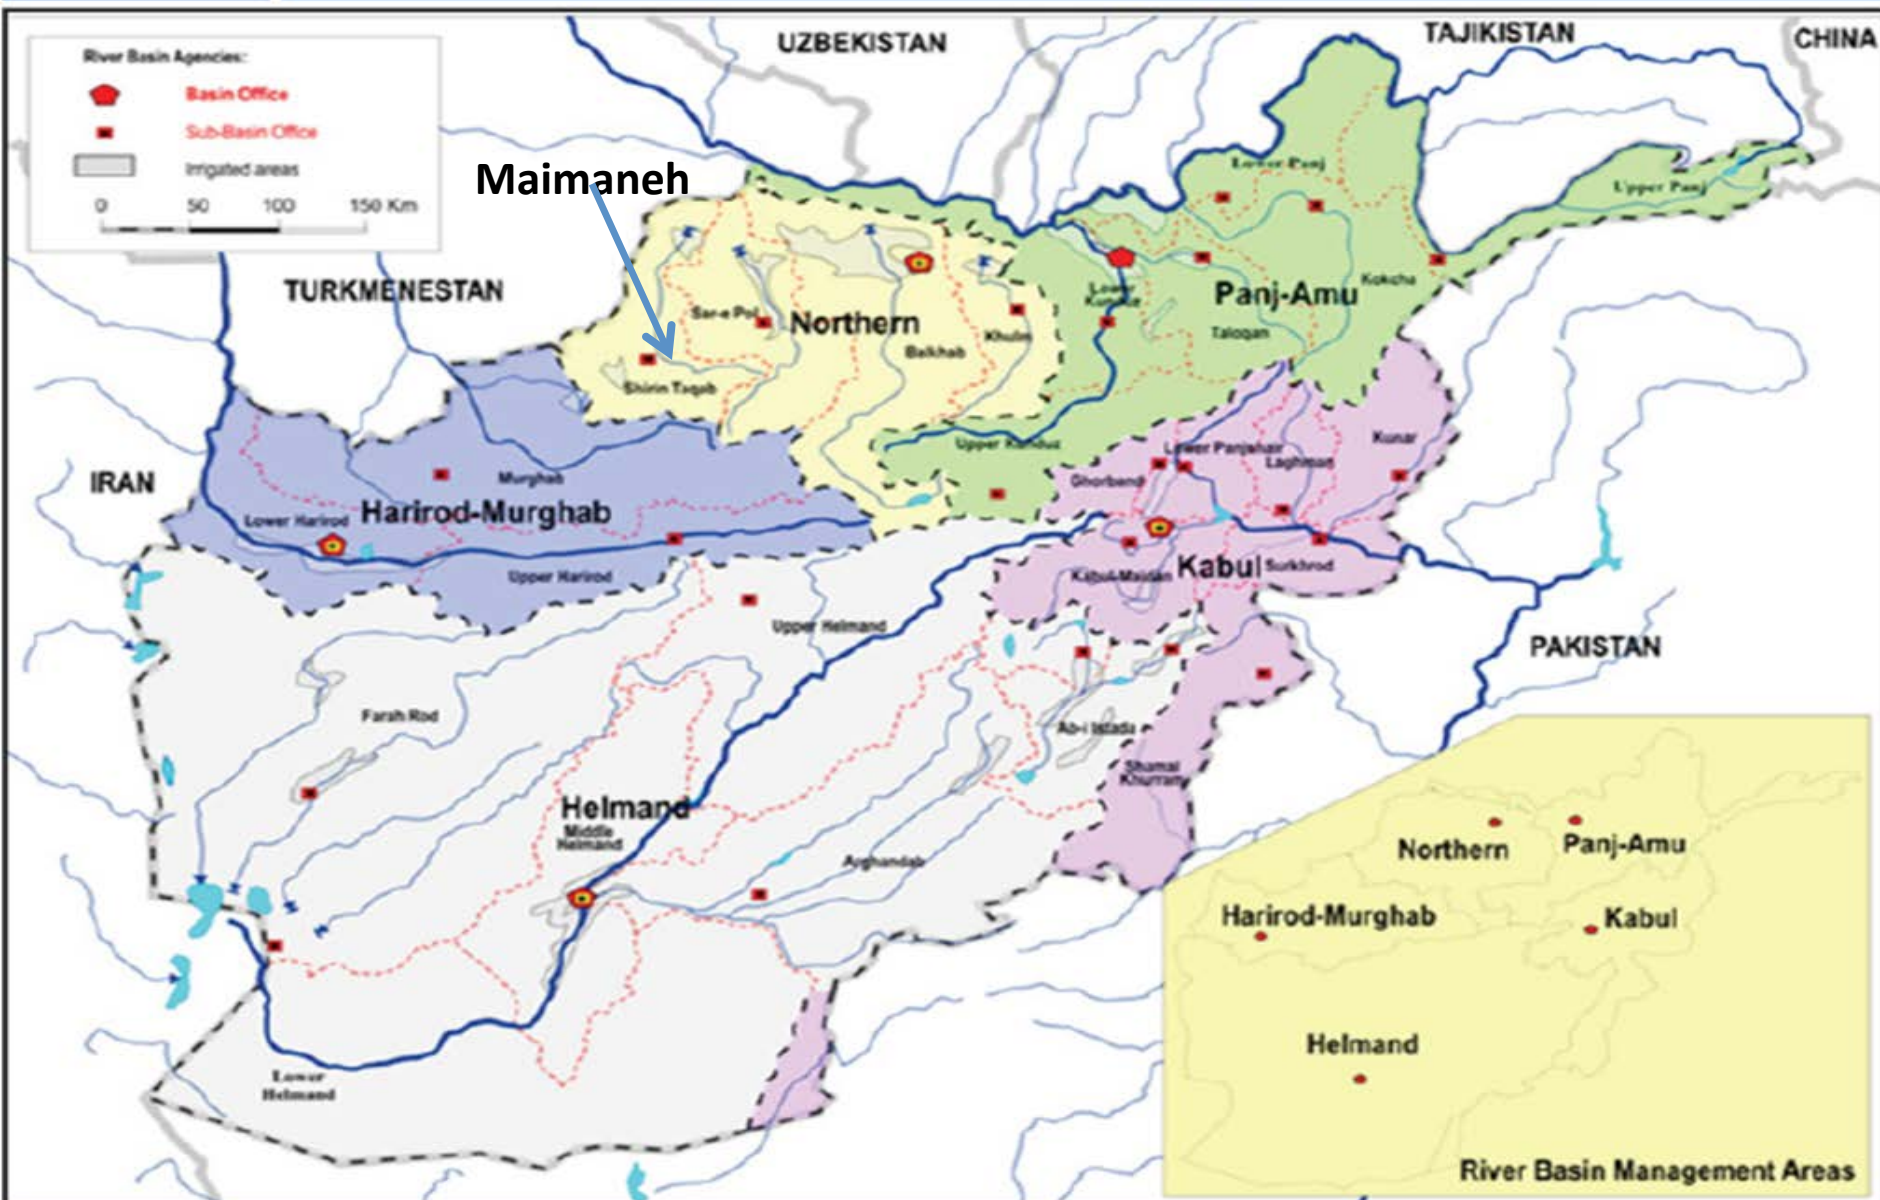 UZBEKISTAN
TAJIKISTAN
CHINA
River Basin Agencies:
Basin Office
Sub-Basin Office
Irrigated areas
0 50 100 150 Km
Maimaneh
Lower Panj
Upper Panj
TURKMENESTAN
Sar-e Pol
Northern
Balkhab
Khulm
Shirin Taqab
Lower
Kunduz
Panj-Amu
Kokcha
Taloqan
Upper Kunduz
IRAN
Murghab
Harirod-Murghab
Lower Harirod
Upper Harirod
Lower Panjshair
Laghman
Kunar
Ghorband
Kabul
Kabul-Maidan
Surkhrod
PAKISTAN
Upper Helmand
Farah Rod
Ab-i Istada
Shamal
Khurram
Helmand
Middle
Helmand
Arghandab
Lower
Helmand
Northern
Panj-Amu
Harirod-Murghab
Kabul
Helmand
River Basin Management Areas